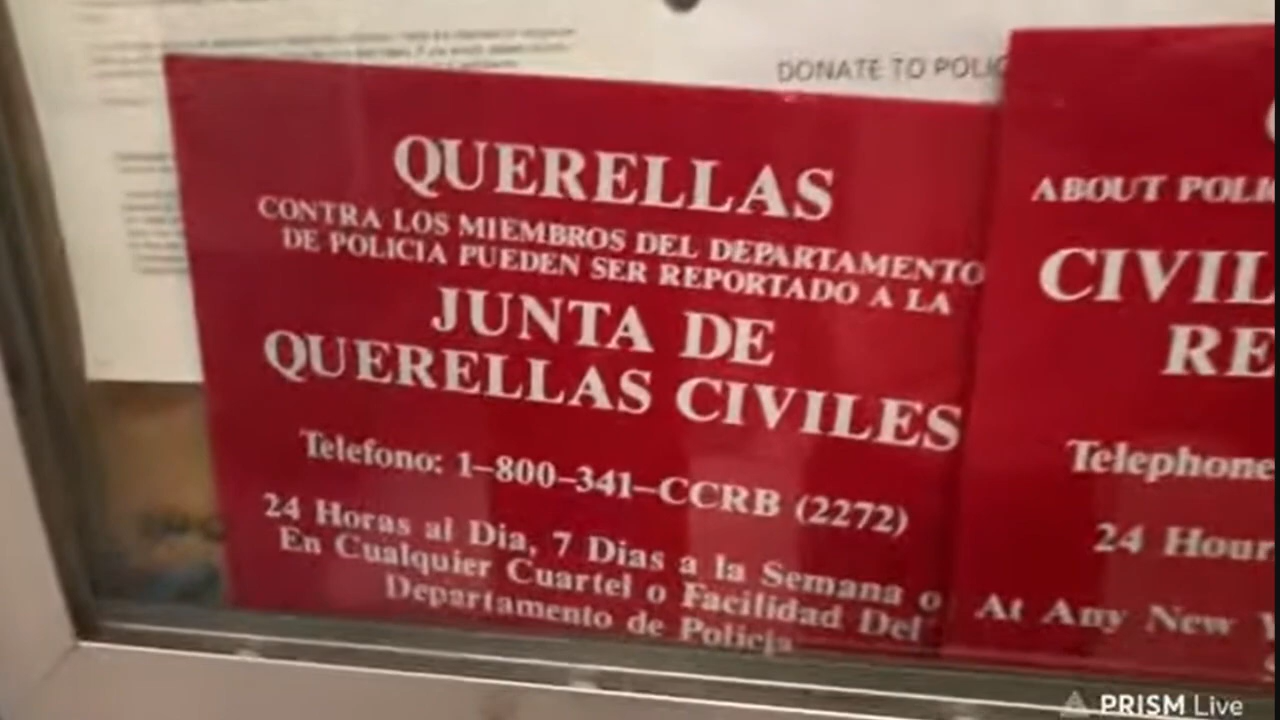 DONATE TO POLIC
QUERELLAS
CONTRA LOS MIEMBROS DEL DEPARTAMENTO
DE POLICIA PUEDEN SER REPORTADO A LA
JUNTA DE
QUERELLAS CIVILES
Telefono: 1-800-341-CCRB (2272)
24 Horas al Dia, 7 Dias a la Semana o
En Cualquier Cuartel o Facilidad Del
Departamento de Policia
ABOUT POLI
CIVIL
RE
Telephone
24 Hour
At Any New Y
PRISM Live